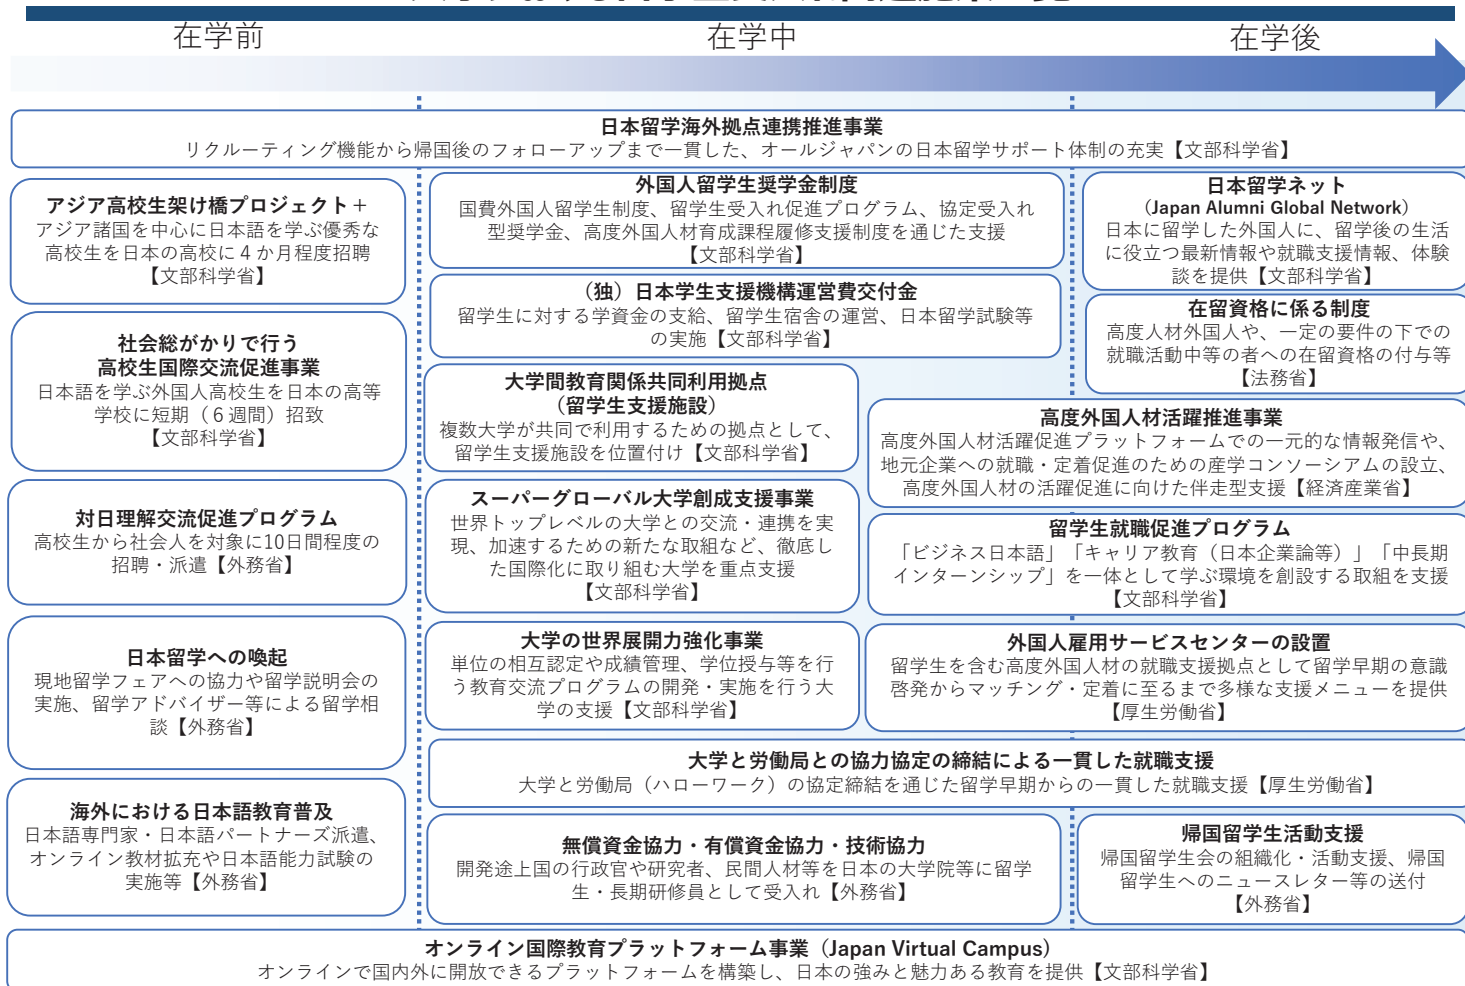 在学前
在学中
在学後
日本留学海外拠点連携推進事業
リクルーティング機能から帰国後のフォローアップまで一貫した、オールジャパンの日本留学サポート体制の充実【文部科学省】
アジア高校生架け橋プロジェクト＋
アジア諸国を中心に日本語を学ぶ優秀な
高校生を日本の高校に４か月程度招聘
【文部科学省】
社会総がかりで行う
高校生国際交流促進事業
日本語を学ぶ外国人高校生を日本の高等
学校に短期（６週間）招致
【文部科学省】
対日理解交流促進プログラム
高校生から社会人を対象に10日間程度の
招聘・派遣【外務省】
日本留学への喚起
現地留学フェアへの協力や留学説明会の
実施、留学アドバイザー等による留学相
談【外務省】
海外における日本語教育普及
日本語専門家・日本語パートナーズ派遣、
オンライン教材拡充や日本語能力試験の
実施等【外務省】
外国人留学生奨学金制度
国費外国人留学生制度、留学生受入れ促進プログラム、協定受入れ
型奨学金、高度外国人材育成課程履修支援制度を通じた支援
【文部科学省】
（独）日本学生支援機構運営費交付金
留学生に対する学資金の支給、留学生宿舎の運営、日本留学試験等
の実施【文部科学省】
大学間教育関係共同利用拠点
（留学生支援施設）
複数大学が共同で利用するための拠点として、
留学生支援施設を位置付け【文部科学省】
スーパーグローバル大学創成支援事業
世界トップレベルの大学との交流・連携を実
現、加速するための新たな取組など、徹底し
た国際化に取り組む大学を重点支援
【文部科学省】
大学の世界展開力強化事業
単位の相互認定や成績管理、学位授与等を行
う教育交流プログラムの開発・実施を行う大
学の支援【文部科学省】
日本留学ネット
（Japan Alumni Global Network）
日本に留学した外国人に、留学後の生活
に役立つ最新情報や就職支援情報、体験
談を提供【文部科学省】
在留資格に係る制度
高度人材外国人や、一定の要件の下での
就職活動中等の者への在留資格の付与等
【法務省】
高度外国人材活躍推進事業
高度外国人材活躍促進プラットフォームでの一元的な情報発信や、
地元企業への就職・定着促進のための産学コンソーシアムの設立、
高度外国人材の活躍促進に向けた伴走型支援【経済産業省】
留学生就職促進プログラム
「ビジネス日本語」「キャリア教育（日本企業論等）」「中長期
インターンシップ」を一体として学ぶ環境を創設する取組を支援
【文部科学省】
外国人雇用サービスセンターの設置
留学生を含む高度外国人材の就職支援拠点として留学早期の意識
啓発からマッチング・定着に至るまで多様な支援メニューを提供
【厚生労働省】
大学と労働局との協力協定の締結による一貫した就職支援
大学と労働局（ハローワーク）の協定締結を通じた留学早期からの一貫した就職支援【厚生労働省】
無償資金協力・有償資金協力・技術協力
開発途上国の行政官や研究者、民間人材等を日本の大学院等に留学
生・長期研修員として受入れ【外務省】
帰国留学生活動支援
帰国留学生会の組織化・活動支援、帰国
留学生へのニュースレター等の送付
【外務省】
オンライン国際教育プラットフォーム事業（Japan Virtual Campus）
オンラインで国内外に開放できるプラットフォームを構築し、日本の強みと魅力ある教育を提供【文部科学省】